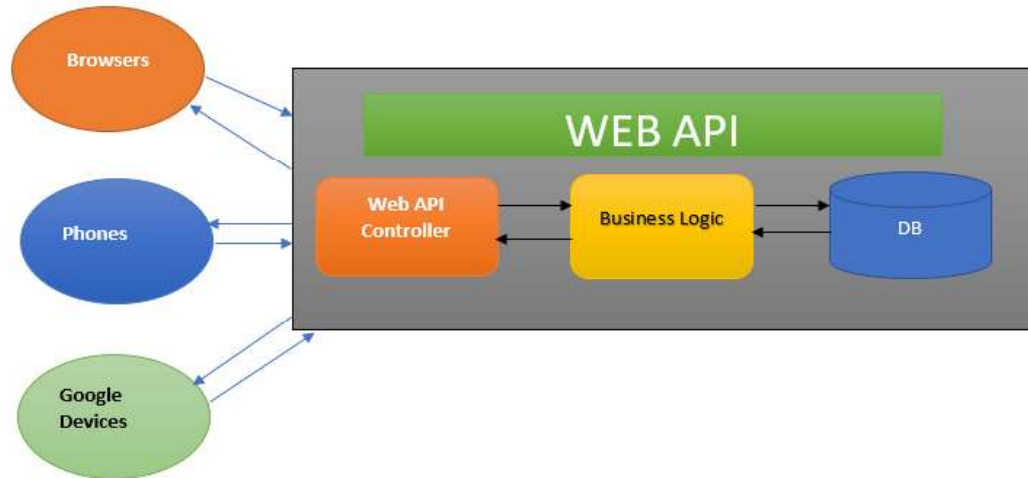 Browsers
WEB API
Web API
Controller
Business Logic
DB
Phones
Google
Devices